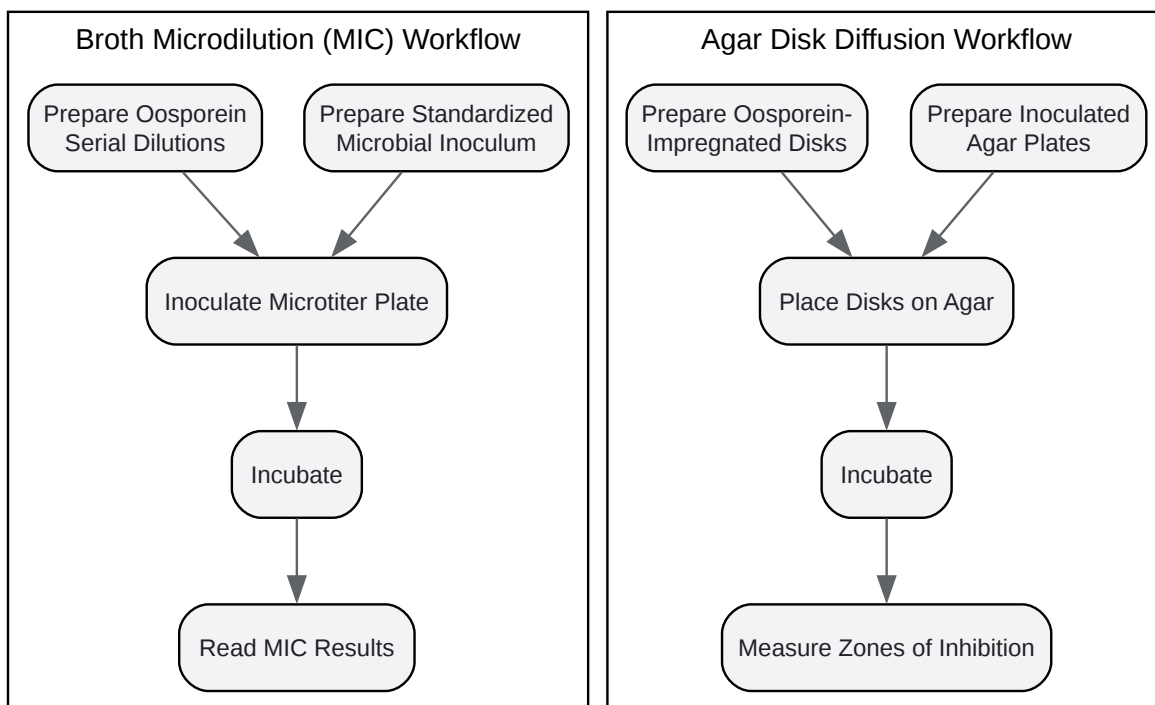 Broth Microdilution (MIC) Workflow
Prepare Oosporein
Serial Dilutions
Prepare Standardized
Microbial Inoculum
Inoculate Microtiter Plate
Incubate
Read MIC Results
Agar Disk Diffusion Workflow
Prepare Oosporein-
Impregnated Disks
Prepare Inoculated
Agar Plates
Place Disks on Agar
Incubate
Measure Zones of Inhibition